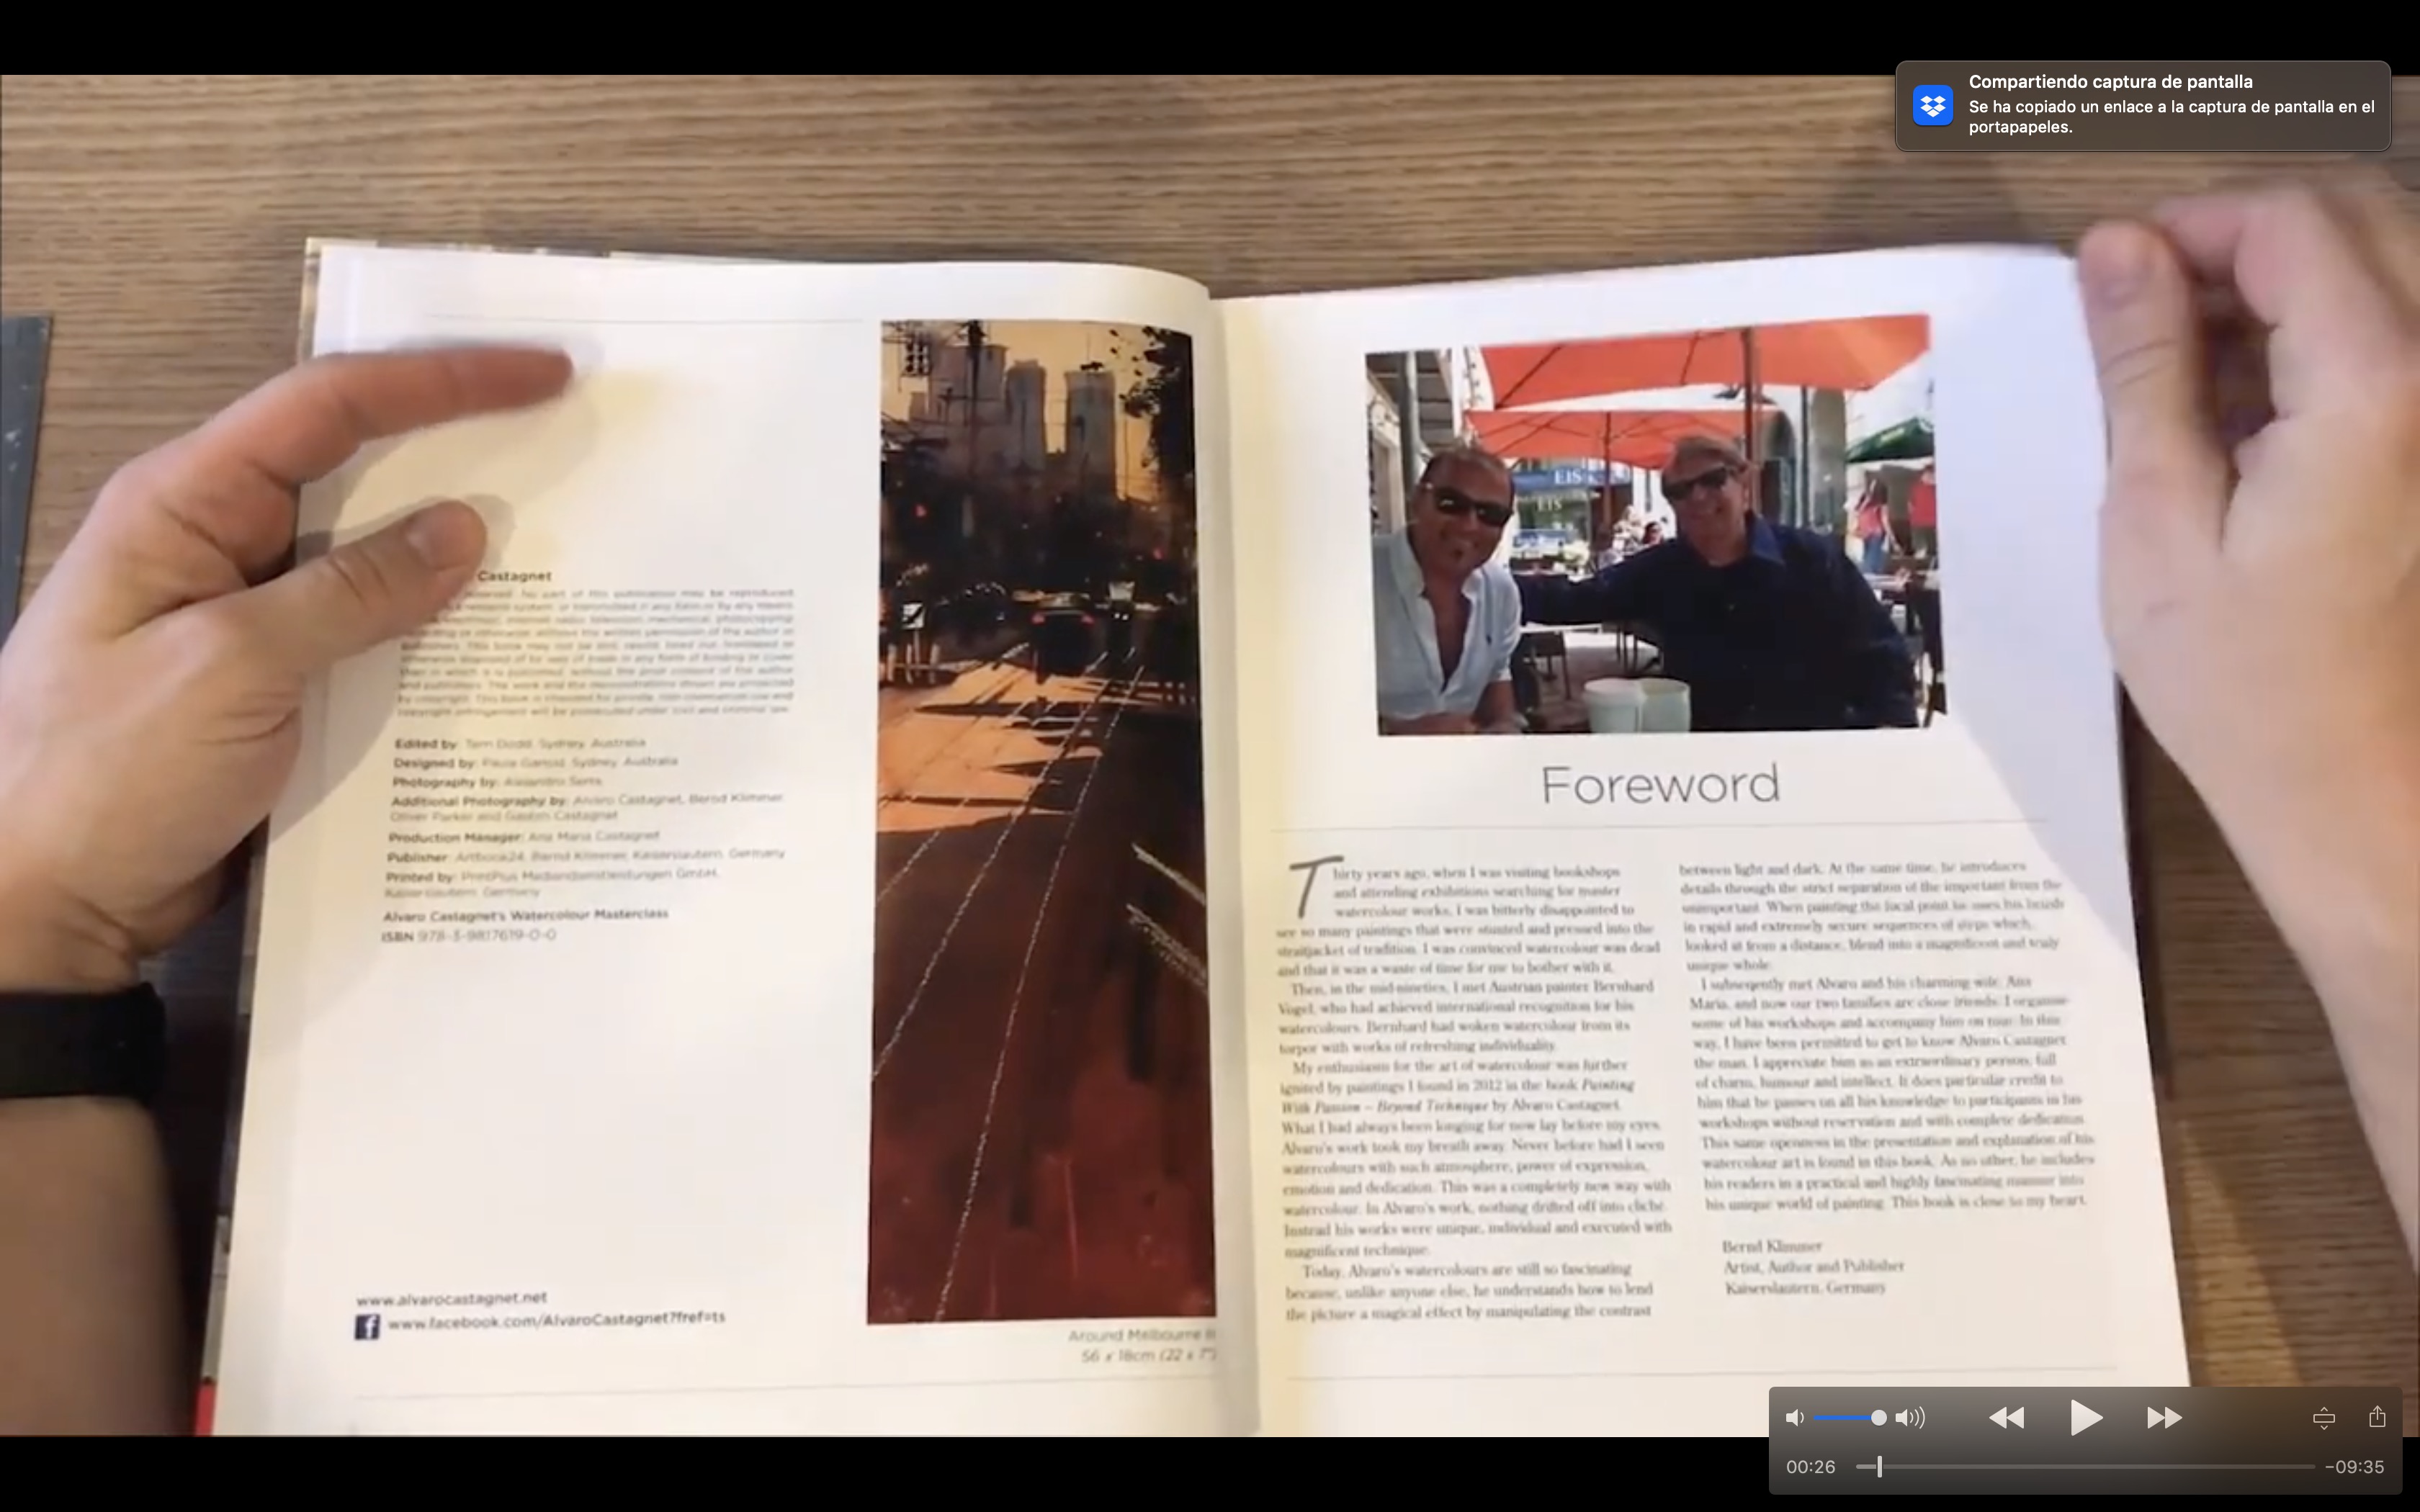 Compartiendo captura de pantalla
Se ha copiado un enlace a la captura de pantalla en el
portapapeles.
Castagnet
No part of this publication may be reproduced
Edited by: Tom Dodd, Sydney, Australia
Designed by: Sydney, Australia
Photography by:
Additional Photography by: Alvaro Castagnet, Bernd Klimmer
Oliver Parker and Castagnet
Production Manager: Ana Maria Castagnet
Publisher: Artbook24, Bernd Klimmer, Kaiserslautern, Germany
Printed by: PrintPlus Mediendienstleistungen GmbH,
Kaiserslautern, Germany
Alvaro Castagnet's Watercolour Masterclass
ISBN 978-3-9817619-0-0
www.alvarocastagnet.net
www.facebook.com/AlvaroCastagnet?fref=ts
Around Melbourne III
56 x 18cm (22 x 7")
EIS
EIS
Foreword
Thirty years ago, when I was visiting bookshops
and attending exhibitions searching for master
watercolour works, I was bitterly disappointed to
see so many paintings that were stunted and pressed into the
straitjacket of tradition. I was convinced watercolour was dead
and that it was a waste of time for me to bother with it.
Then, in the mid-nineties, I met Austrian painter Bernhard
Vogel, who had achieved international recognition for his
watercolours. Bernhard had woken watercolour from its
torpor with works of refreshing individuality.
My enthusiasm for the art of watercolour was further
ignited by paintings I found in 2012 in the book Painting
With Passion – Beyond Technique by Alvaro Castagnet.
What I had always been longing for now lay before my eyes.
Alvaro's work took my breath away. Never before had I seen
watercolours with such atmosphere, power of expression,
emotion and dedication. This was a completely new way with
watercolour. In Alvaro's work, nothing drifted off into cliché.
Instead his works were unique, individual and executed with
magnificent technique.
Today, Alvaro's watercolours are still so fascinating
because, unlike anyone else, he understands how to lend
the picture a magical effect by manipulating the contrast
between light and dark. At the same time, he introduces
details through the strict separation of the important from the
unimportant. When painting the focal point he uses his brush
in rapid and extremely secure sequences of steps which,
looked at from a distance, blend into a magnificent and truly
unique whole.
I subseqently met Alvaro and his charming wife, Ana
Maria, and now our two families are close friends. I organise
some of his workshops and accompany him on tour. In this
way, I have been permitted to get to know Alvaro Castagnet
the man. I appreciate him as an extraordinary person, full
of charm, humour and intellect. It does particular credit to
him that he passes on all his knowledge to participants in his
workshops without reservation and with complete dedication.
This same openness in the presentation and explanation of his
watercolour art is found in this book. As no other, he includes
his readers in a practical and highly fascinating manner into
his unique world of painting. This book is close to my heart.
Bernd Klimmer
Artist, Author and Publisher
Kaiserslautern, Germany
00:26
-09:35